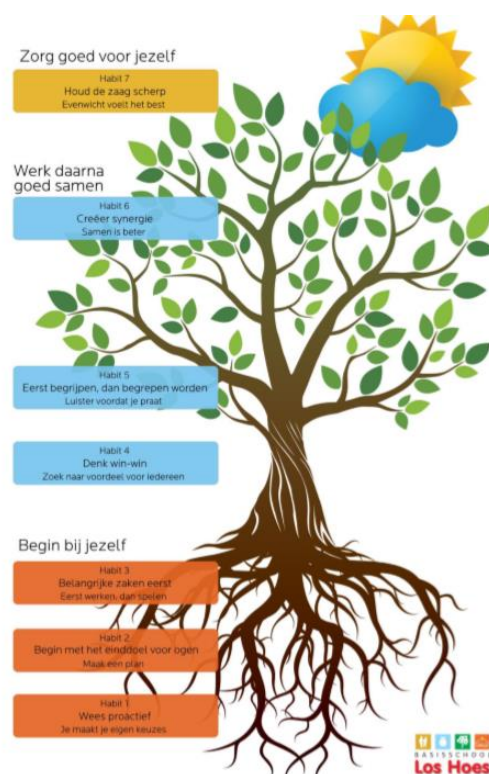 Zorg goed voor jezelf
Habit 7
Houd de zaag scherp
Evenwicht voelt het best
Werk daarna
goed samen
Habit 6
Creëer synergie
Samen is beter
Habit 5
Eerst begrijpen, dan begrepen worden
Luister voordat je praat
Habit 4
Denk win-win
Zoek naar voordeel voor iedereen
Begin bij jezelf
Habit 3
Belangrijke zaken eerst
Eerst werken, dan spelen
Habit 2
Begin met het einddoel voor ogen
Maak een plan
Habit 1
Wees proactief
Je maakt je eigen keuzes
BASISSCHOOL
Los Hoes